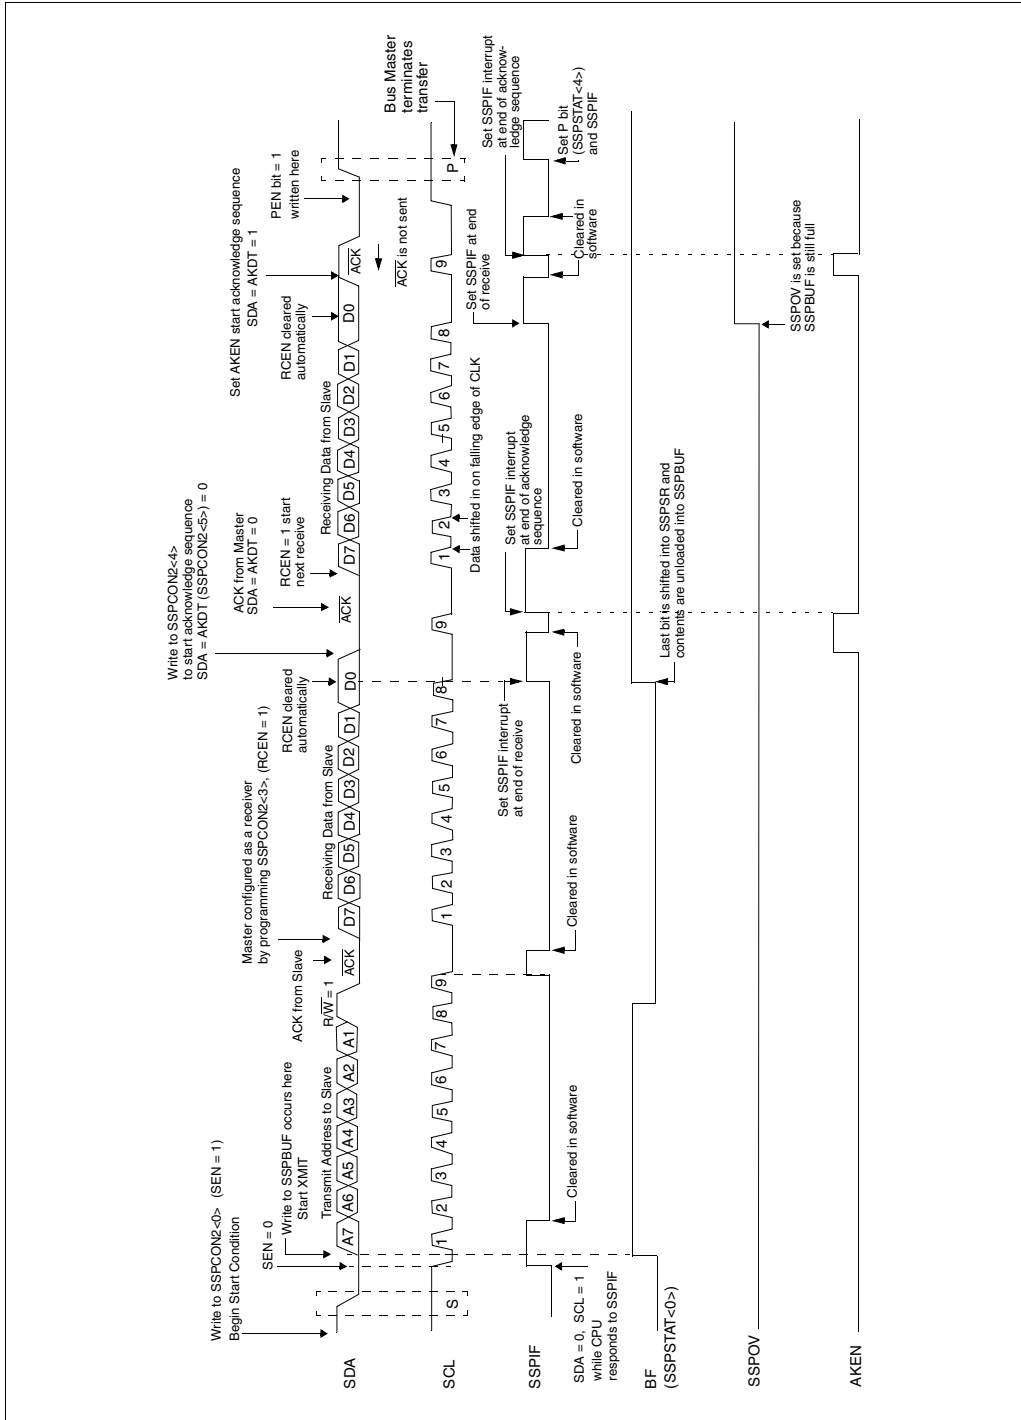 Write to SSPCON2<0> (SEN = 1)
Begin Start Condition
SEN = 0
Write to SSPBUF occurs here
Start XMIT
Transmit Address to Slave
R/W = 1
ACK from Slave
Master configured as a receiver
by programming SSPCON2<3>, (RCEN = 1)
Receiving Data from Slave
RCEN cleared
automatically
Write to SSPCON2<4>
to start acknowledge sequence
SDA = AKDT (SSPCON2<5>) = 0
ACK from Master
SDA = AKDT = 0
RCEN = 1 start
next receive
Receiving Data from Slave
RCEN cleared
automatically
Set AKEN start acknowledge sequence
SDA = AKDT = 1
PEN bit = 1
written here
SDA
A7 A6 A5 A4 A3 A2 A1
ACK
D7 D6 D5 D4 D3 D2 D1 D0
ACK
D7 D6 D5 D4 D3 D2 D1 D0
ACK
ACK is not sent
Bus Master
terminates
transfer
SCL
S
1 2 3 4 5 6 7 8 9
1 2 3 4 5 6 7 8 9
1 2 3 4 5 6 7 8 9
P
Data shifted in on falling edge of CLK
Set SSPIF interrupt
at end of receive
Set SSPIF interrupt
at end of acknowledge
sequence
Set SSPIF at end
of receive
Set SSPIF interrupt
at end of acknow-
ledge sequence
SSPIF
SDA = 0, SCL = 1
while CPU
responds to SSPIF
Cleared in software
Cleared in software
Cleared in software
Cleared in software
Cleared in
software
Set P bit
(SSPSTAT<4>)
and SSPIF
BF
(SSPSTAT<0>)
Last bit is shifted into SSPSR and
contents are unloaded into SSPBUF
SSPOV
SSPOV is set because
SSPBUF is still full
AKEN